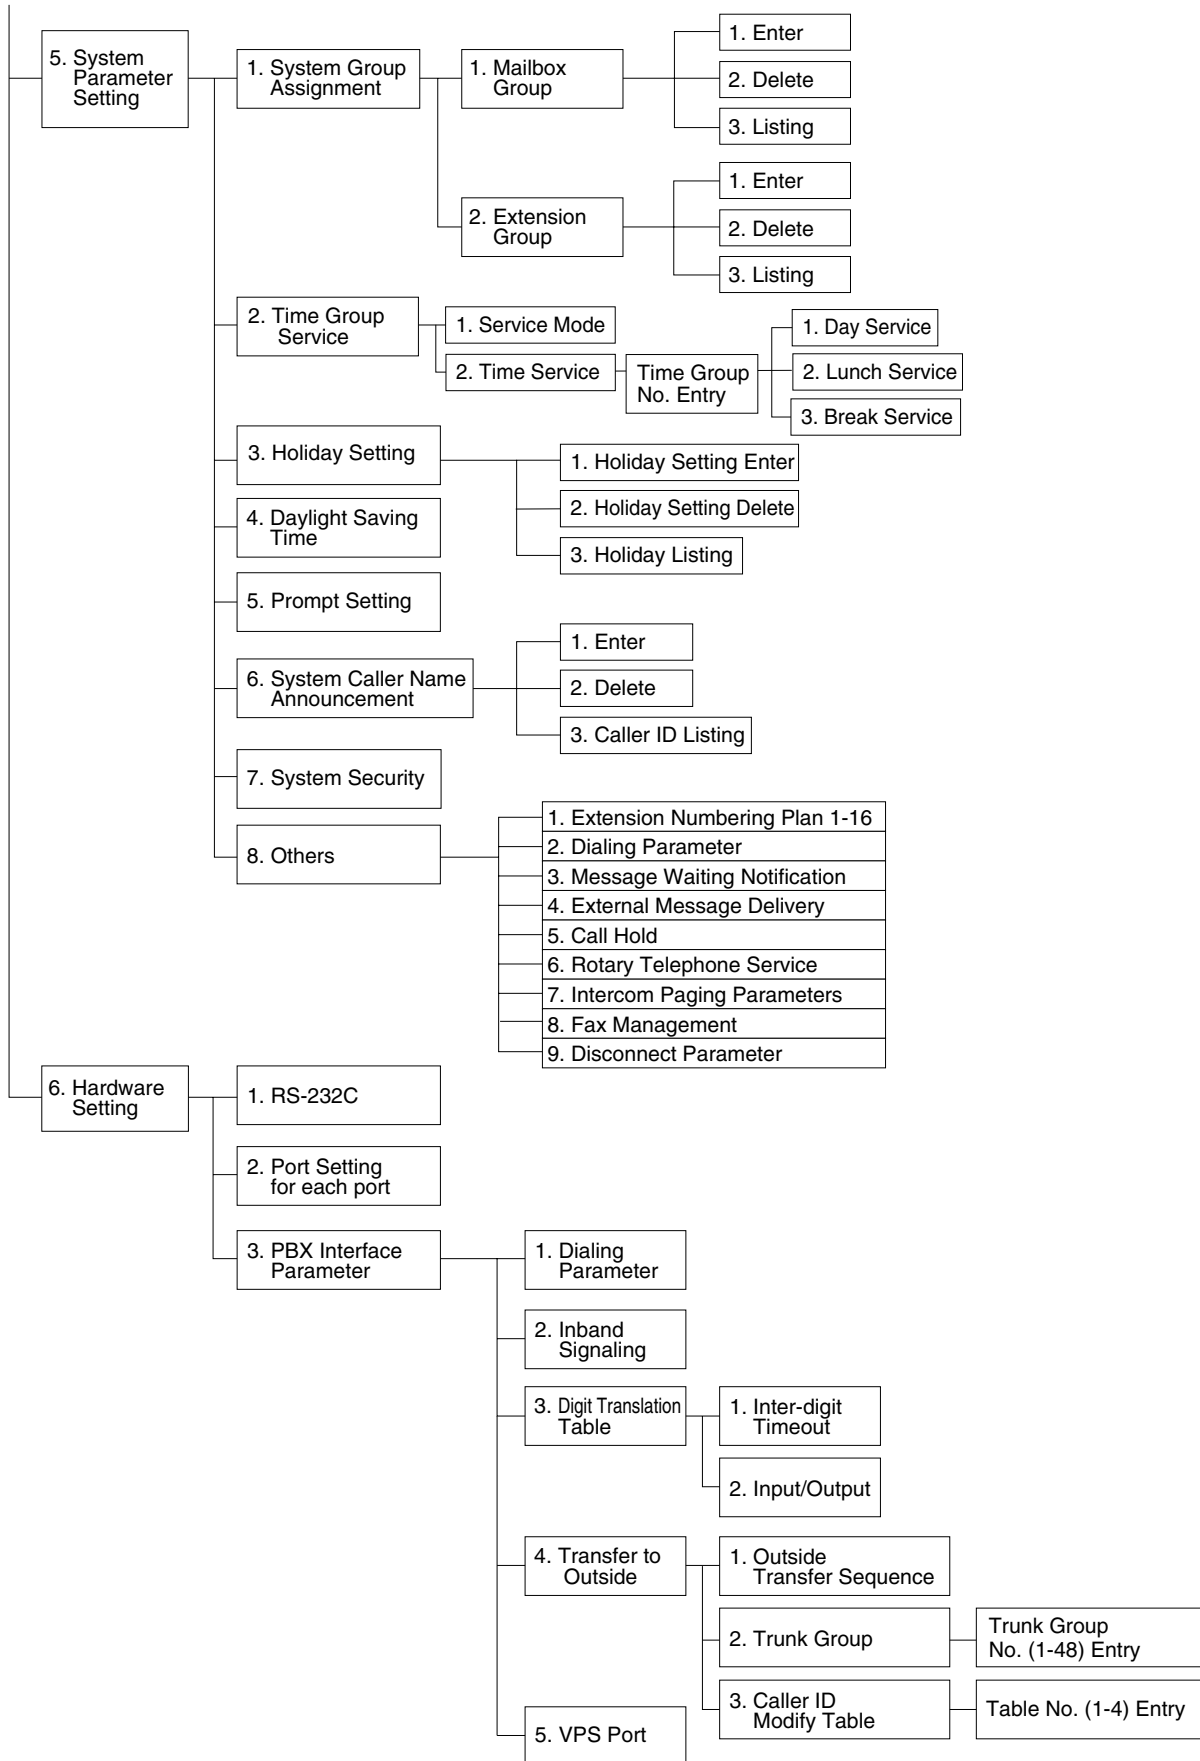 5. System
Parameter
Setting
1. System Group
Assignment
1. Mailbox
Group
1. Enter
2. Delete
3. Listing
2. Extension
Group
1. Enter
2. Delete
3. Listing
2. Time Group
Service
1. Service Mode
2. Time Service
Time Group
No. Entry
1. Day Service
2. Lunch Service
3. Break Service
3. Holiday Setting
1. Holiday Setting Enter
2. Holiday Setting Delete
3. Holiday Listing
4. Daylight Saving
Time
5. Prompt Setting
6. System Caller Name
Announcement
1. Enter
2. Delete
3. Caller ID Listing
7. System Security
8. Others
1. Extension Numbering Plan 1-16
2. Dialing Parameter
3. Message Waiting Notification
4. External Message Delivery
5. Call Hold
6. Rotary Telephone Service
7. Intercom Paging Parameters
8. Fax Management
9. Disconnect Parameter
6. Hardware
Setting
1. RS-232C
2. Port Setting
for each port
3. PBX Interface
Parameter
1. Dialing
Parameter
2. Inband
Signaling
3. Digit Translation
Table
1. Inter-digit
Timeout
2. Input/Output
4. Transfer to
Outside
1. Outside
Transfer Sequence
2. Trunk Group
Trunk Group
No. (1-48) Entry
3. Caller ID
Modify Table
Table No. (1-4) Entry
5. VPS Port